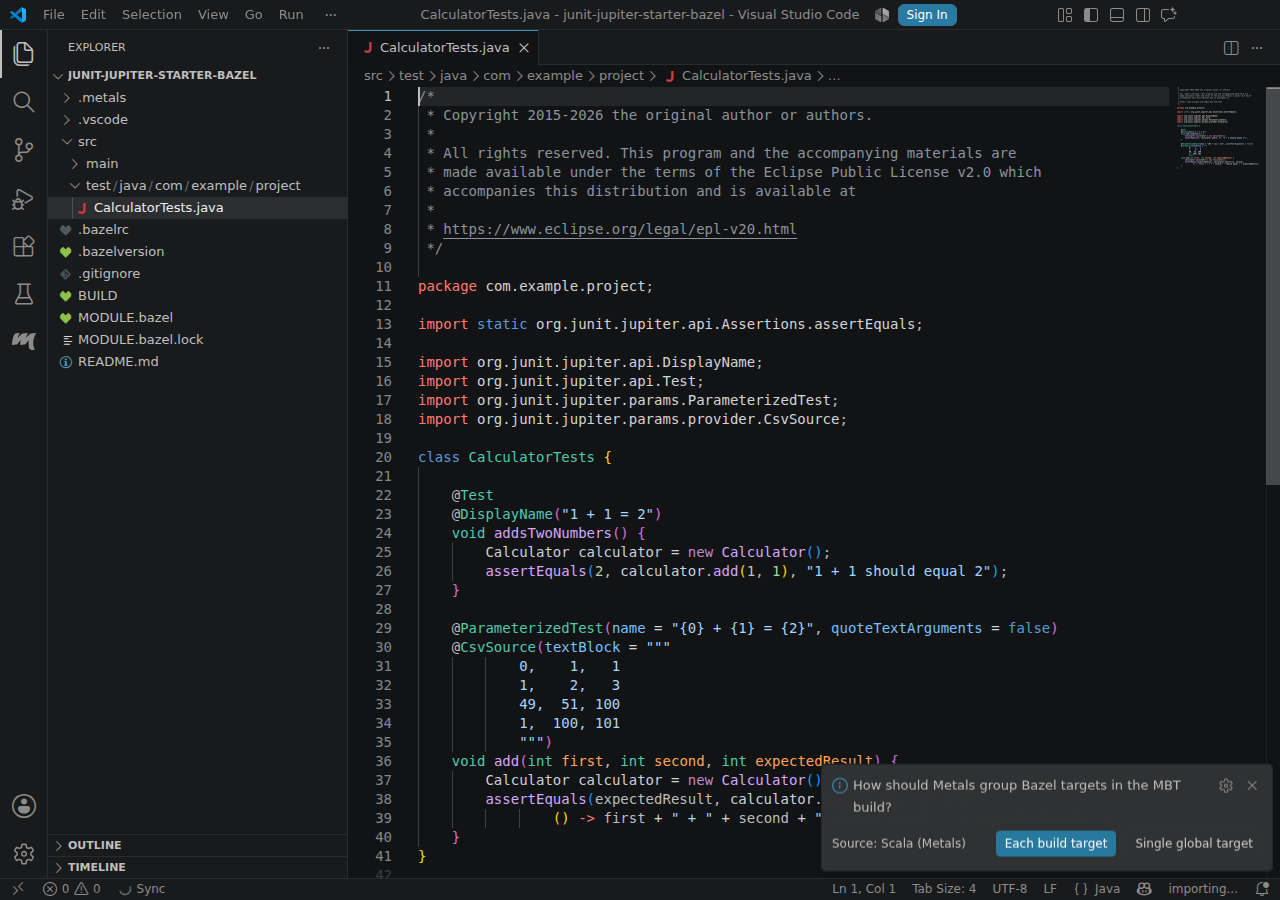 File Edit Selection View Go Run ···
CalculatorTests.java - junit-jupiter-starter-bazel - Visual Studio Code
Sign In
EXPLORER
JUNIT-JUPITER-STARTER-BAZEL
.metals
.vscode
src
main
test/java/com/example/project
CalculatorTests.java
.bazelrc
.bazelversion
.gitignore
BUILD
MODULE.bazel
MODULE.bazel.lock
README.md
OUTLINE
TIMELINE
CalculatorTests.java
src > test > java > com > example > project > CalculatorTests.java > ...
1 /*
2  * Copyright 2015-2026 the original author or authors.
3  *
4  * All rights reserved. This program and the accompanying materials are
5  * made available under the terms of the Eclipse Public License v2.0 which
6  * accompanies this distribution and is available at
7  *
8  * https://www.eclipse.org/legal/epl-v20.html
9  */
10
11 package com.example.project;
12
13 import static org.junit.jupiter.api.Assertions.assertEquals;
14
15 import org.junit.jupiter.api.DisplayName;
16 import org.junit.jupiter.api.Test;
17 import org.junit.jupiter.params.ParameterizedTest;
18 import org.junit.jupiter.params.provider.CsvSource;
19
20 class CalculatorTests {
21
22     @Test
23     @DisplayName("1 + 1 = 2")
24     void addsTwoNumbers() {
25         Calculator calculator = new Calculator();
26         assertEquals(2, calculator.add(1, 1), "1 + 1 should equal 2");
27     }
28
29     @ParameterizedTest(name = "{0} + {1} = {2}", quoteTextArguments = false)
30     @CsvSource(textBlock = """
31             0,    1,   1
32             1,    2,   3
33             49,  51, 100
34             1,  100, 101
35             """)
36     void add(int first, int second, int expectedResult) {
37         Calculator calculator = new Calculator()
38         assertEquals(expectedResult, calculator.
39                 () -> first + " + " + second + "
40     }
41 }
42
How should Metals group Bazel targets in the MBT
build?
Source: Scala (Metals)
Each build target
Single global target
0 0 Sync
Ln 1, Col 1 Tab Size: 4 UTF-8 LF { } Java importing...